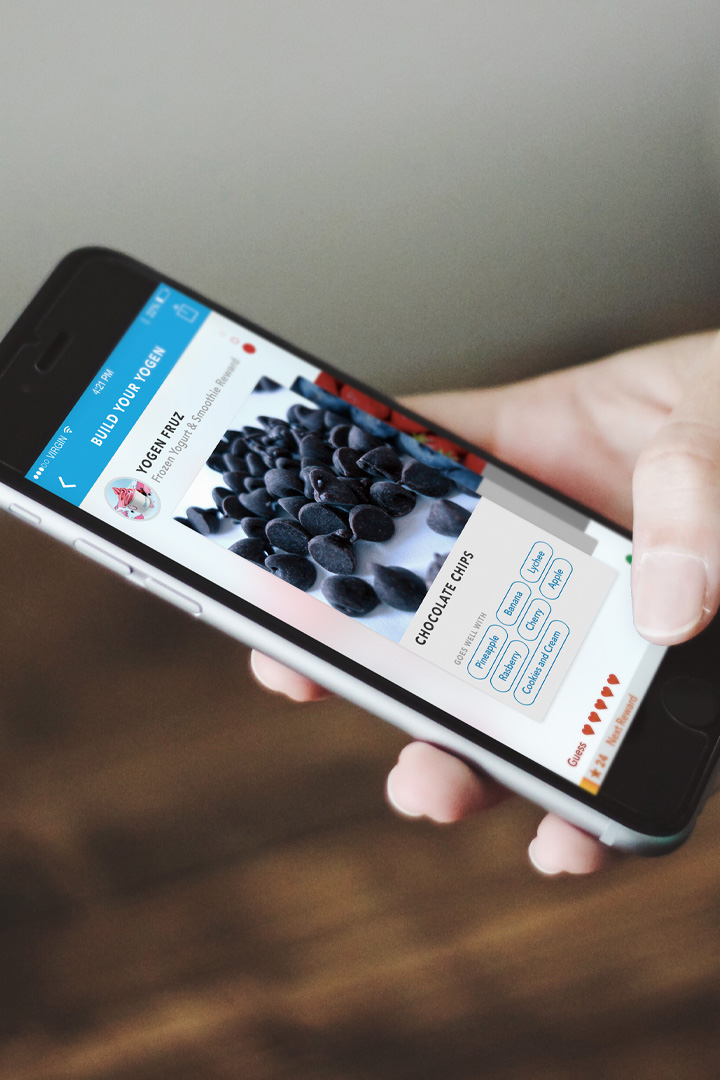 VIRGIN
4:21 PM
BUILD YOUR YOGEN
YOGEN FRUZ
Frozen Yogurt & Smoothie Reward
CHOCOLATE CHIPS
GOES WELL WITH
Pineapple Banana Lychee
Rasberry Cherry Apple
Cookies and Cream
Guess
24 Next Reward